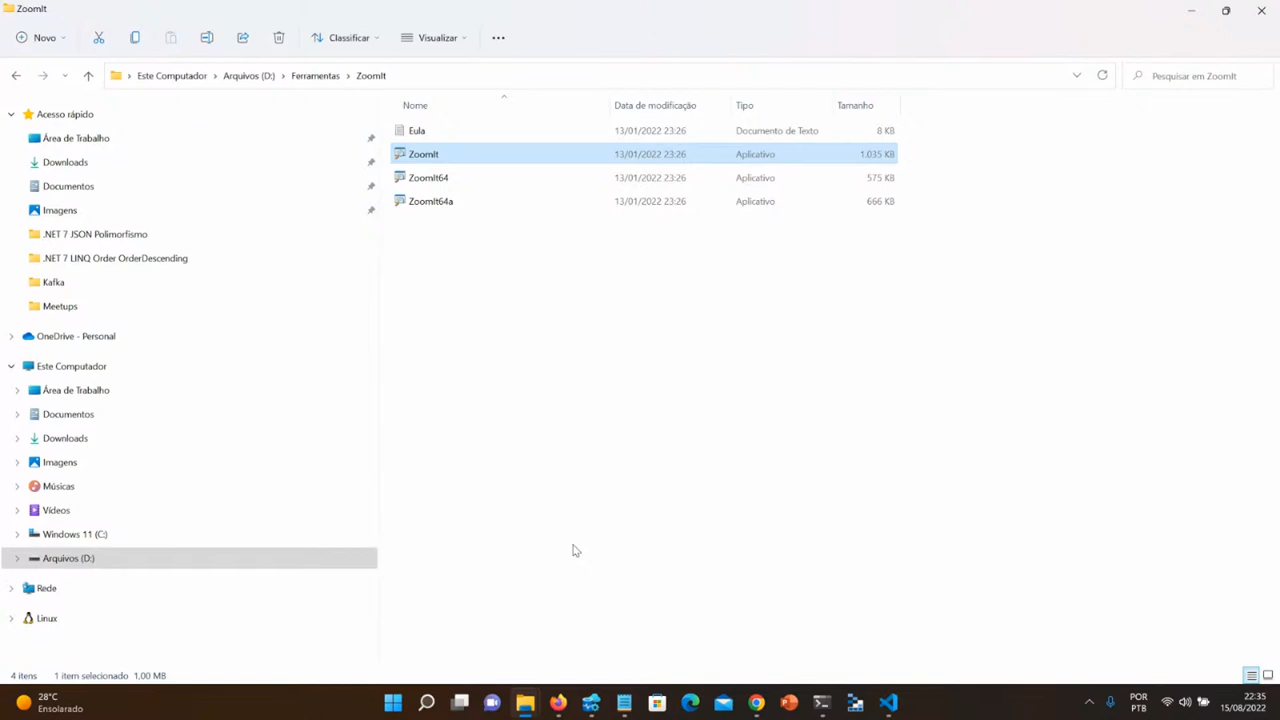 ZoomIt
Novo
Classificar
Visualizar
Este Computador > Arquivos (D:) > Ferramentas > ZoomIt
Pesquisar em ZoomIt
Nome Data de modificação Tipo Tamanho
Eula 13/01/2022 23:26 Documento de Texto 8 KB
ZoomIt 13/01/2022 23:26 Aplicativo 1.035 KB
ZoomIt64 13/01/2022 23:26 Aplicativo 575 KB
ZoomIt64a 13/01/2022 23:26 Aplicativo 666 KB
Acesso rápido
Área de Trabalho
Downloads
Documentos
Imagens
.NET 7 JSON Polimorfismo
.NET 7 LINQ Order OrderDescending
Kafka
Meetups
OneDrive - Personal
Este Computador
Área de Trabalho
Documentos
Downloads
Imagens
Músicas
Vídeos
Windows 11 (C:)
Arquivos (D:)
Rede
Linux
4 itens 1 item selecionado 1,00 MB
28°C
Ensolarado
POR
PTB
22:35
15/08/2022